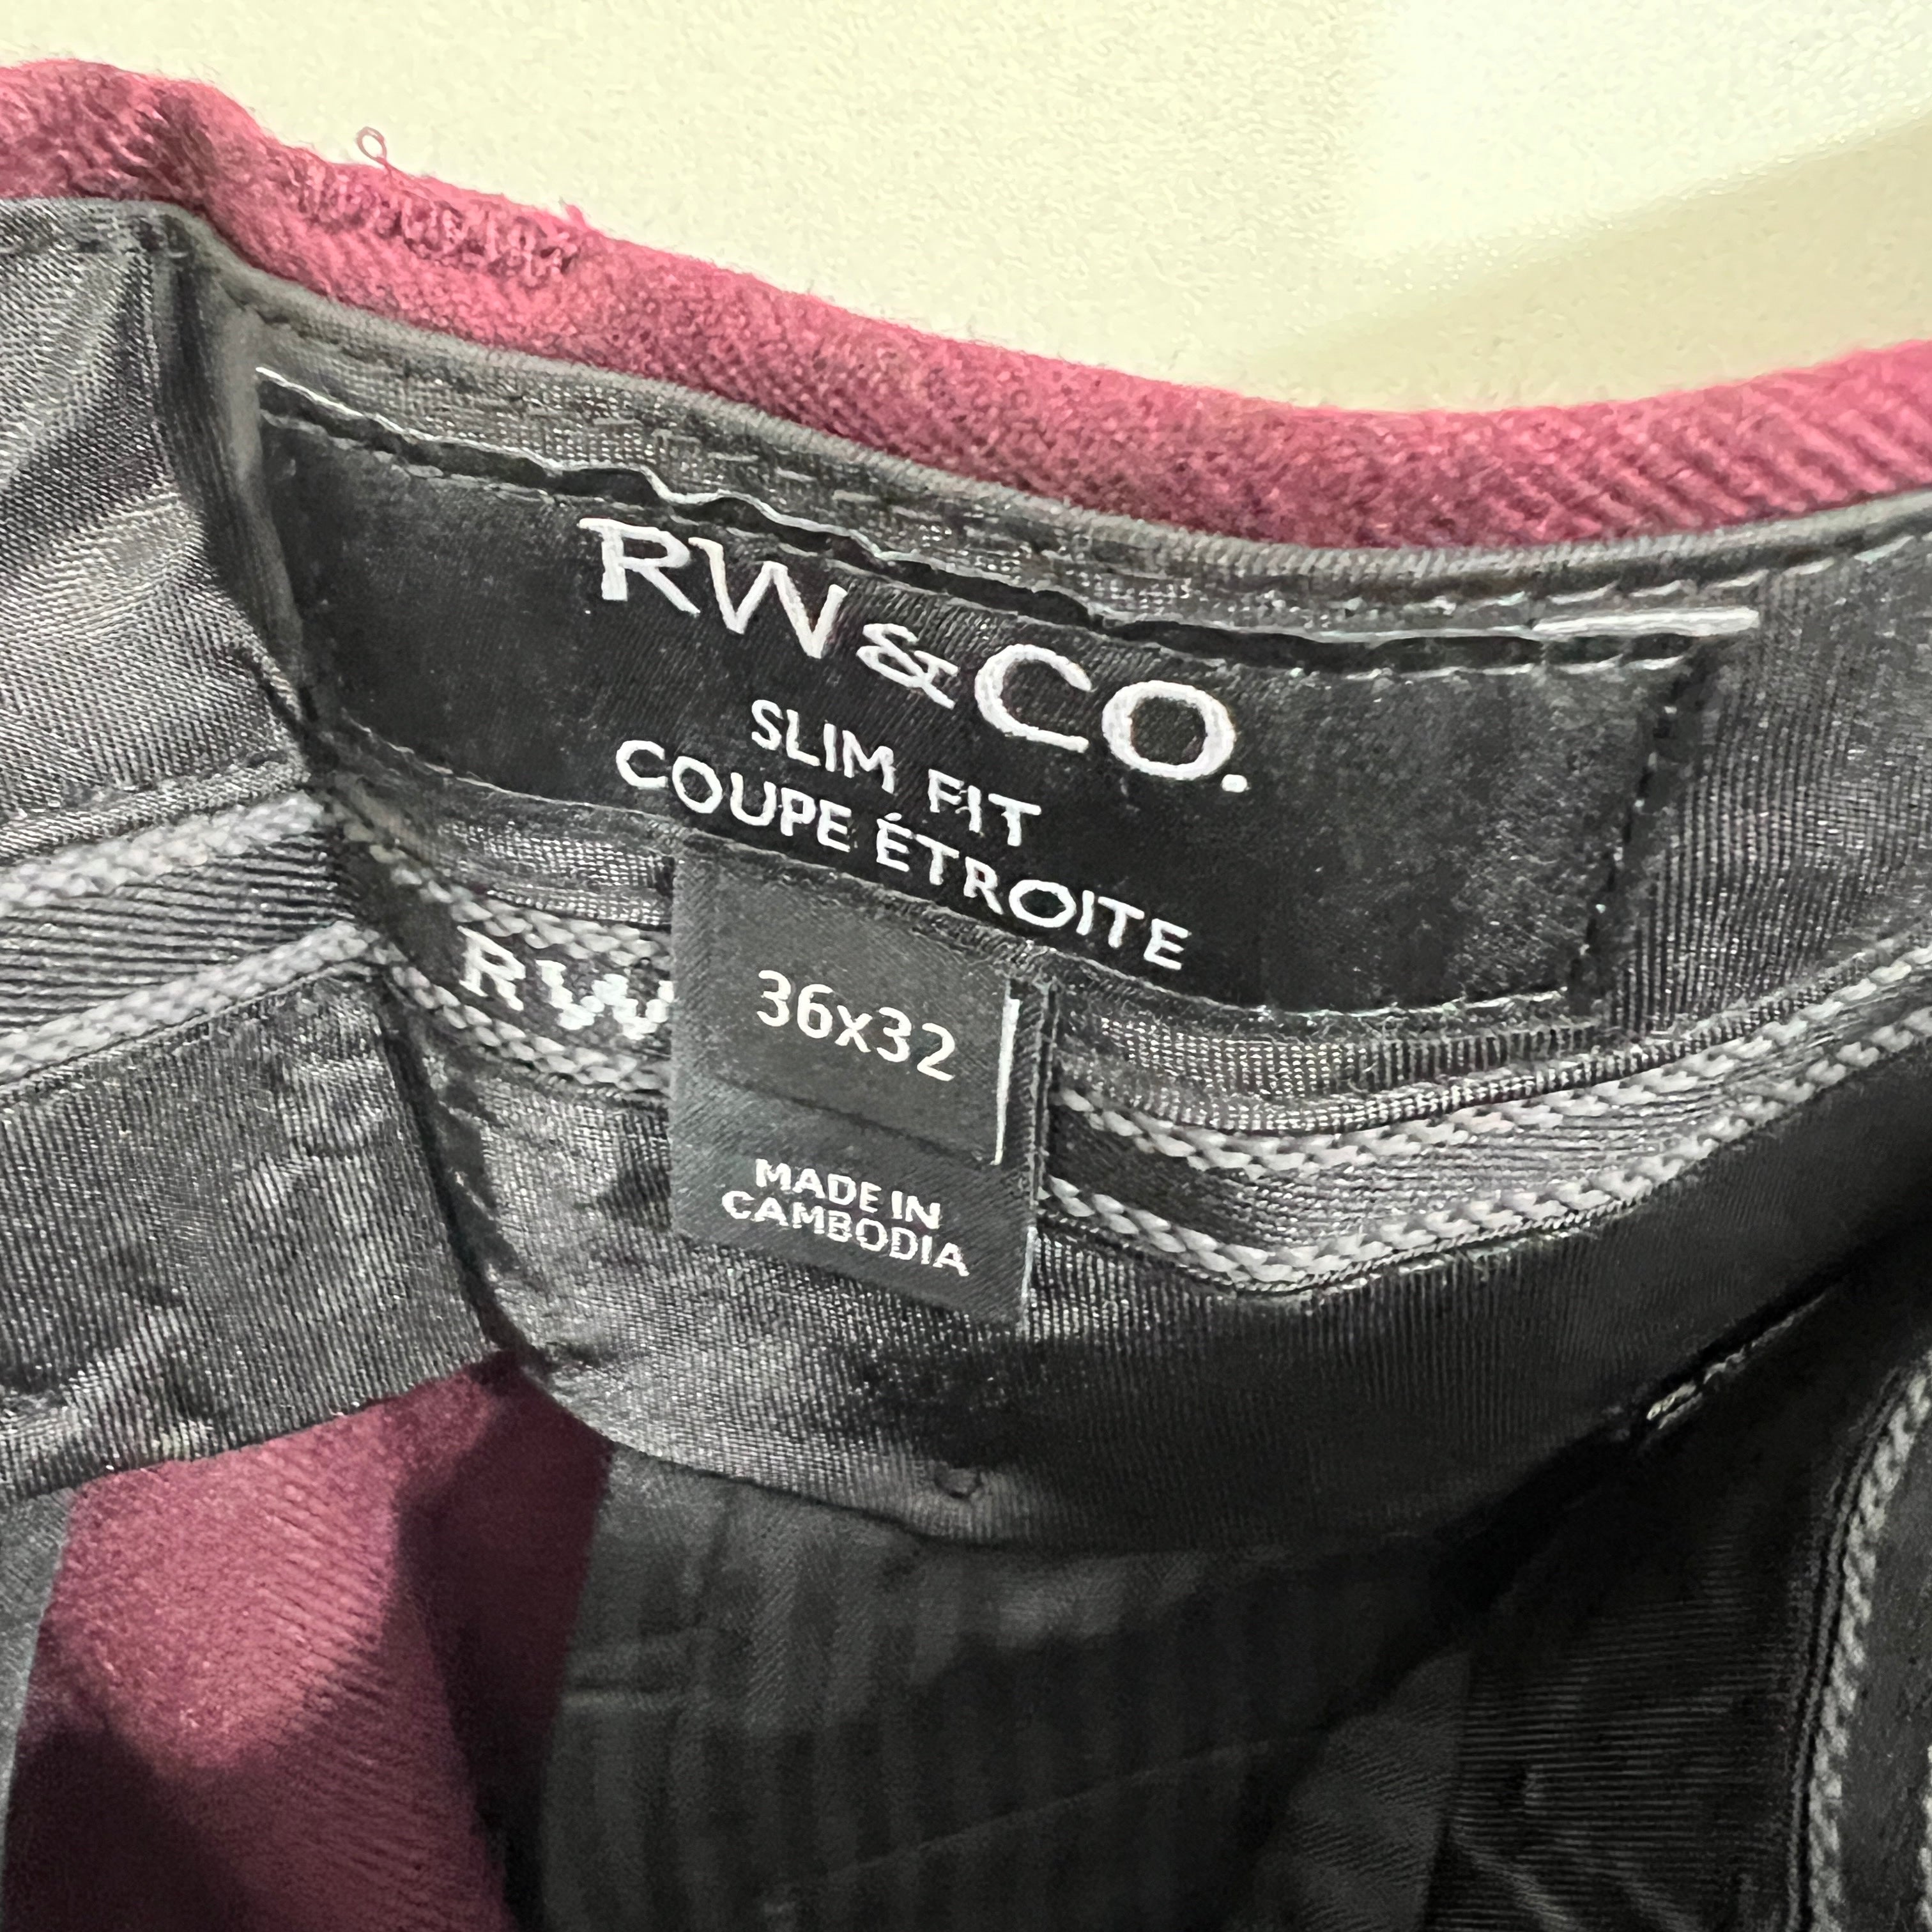 RW&CO.
SLIM FIT
COUPE ÉTROITE
RW
36x32
MADE IN
CAMBODIA